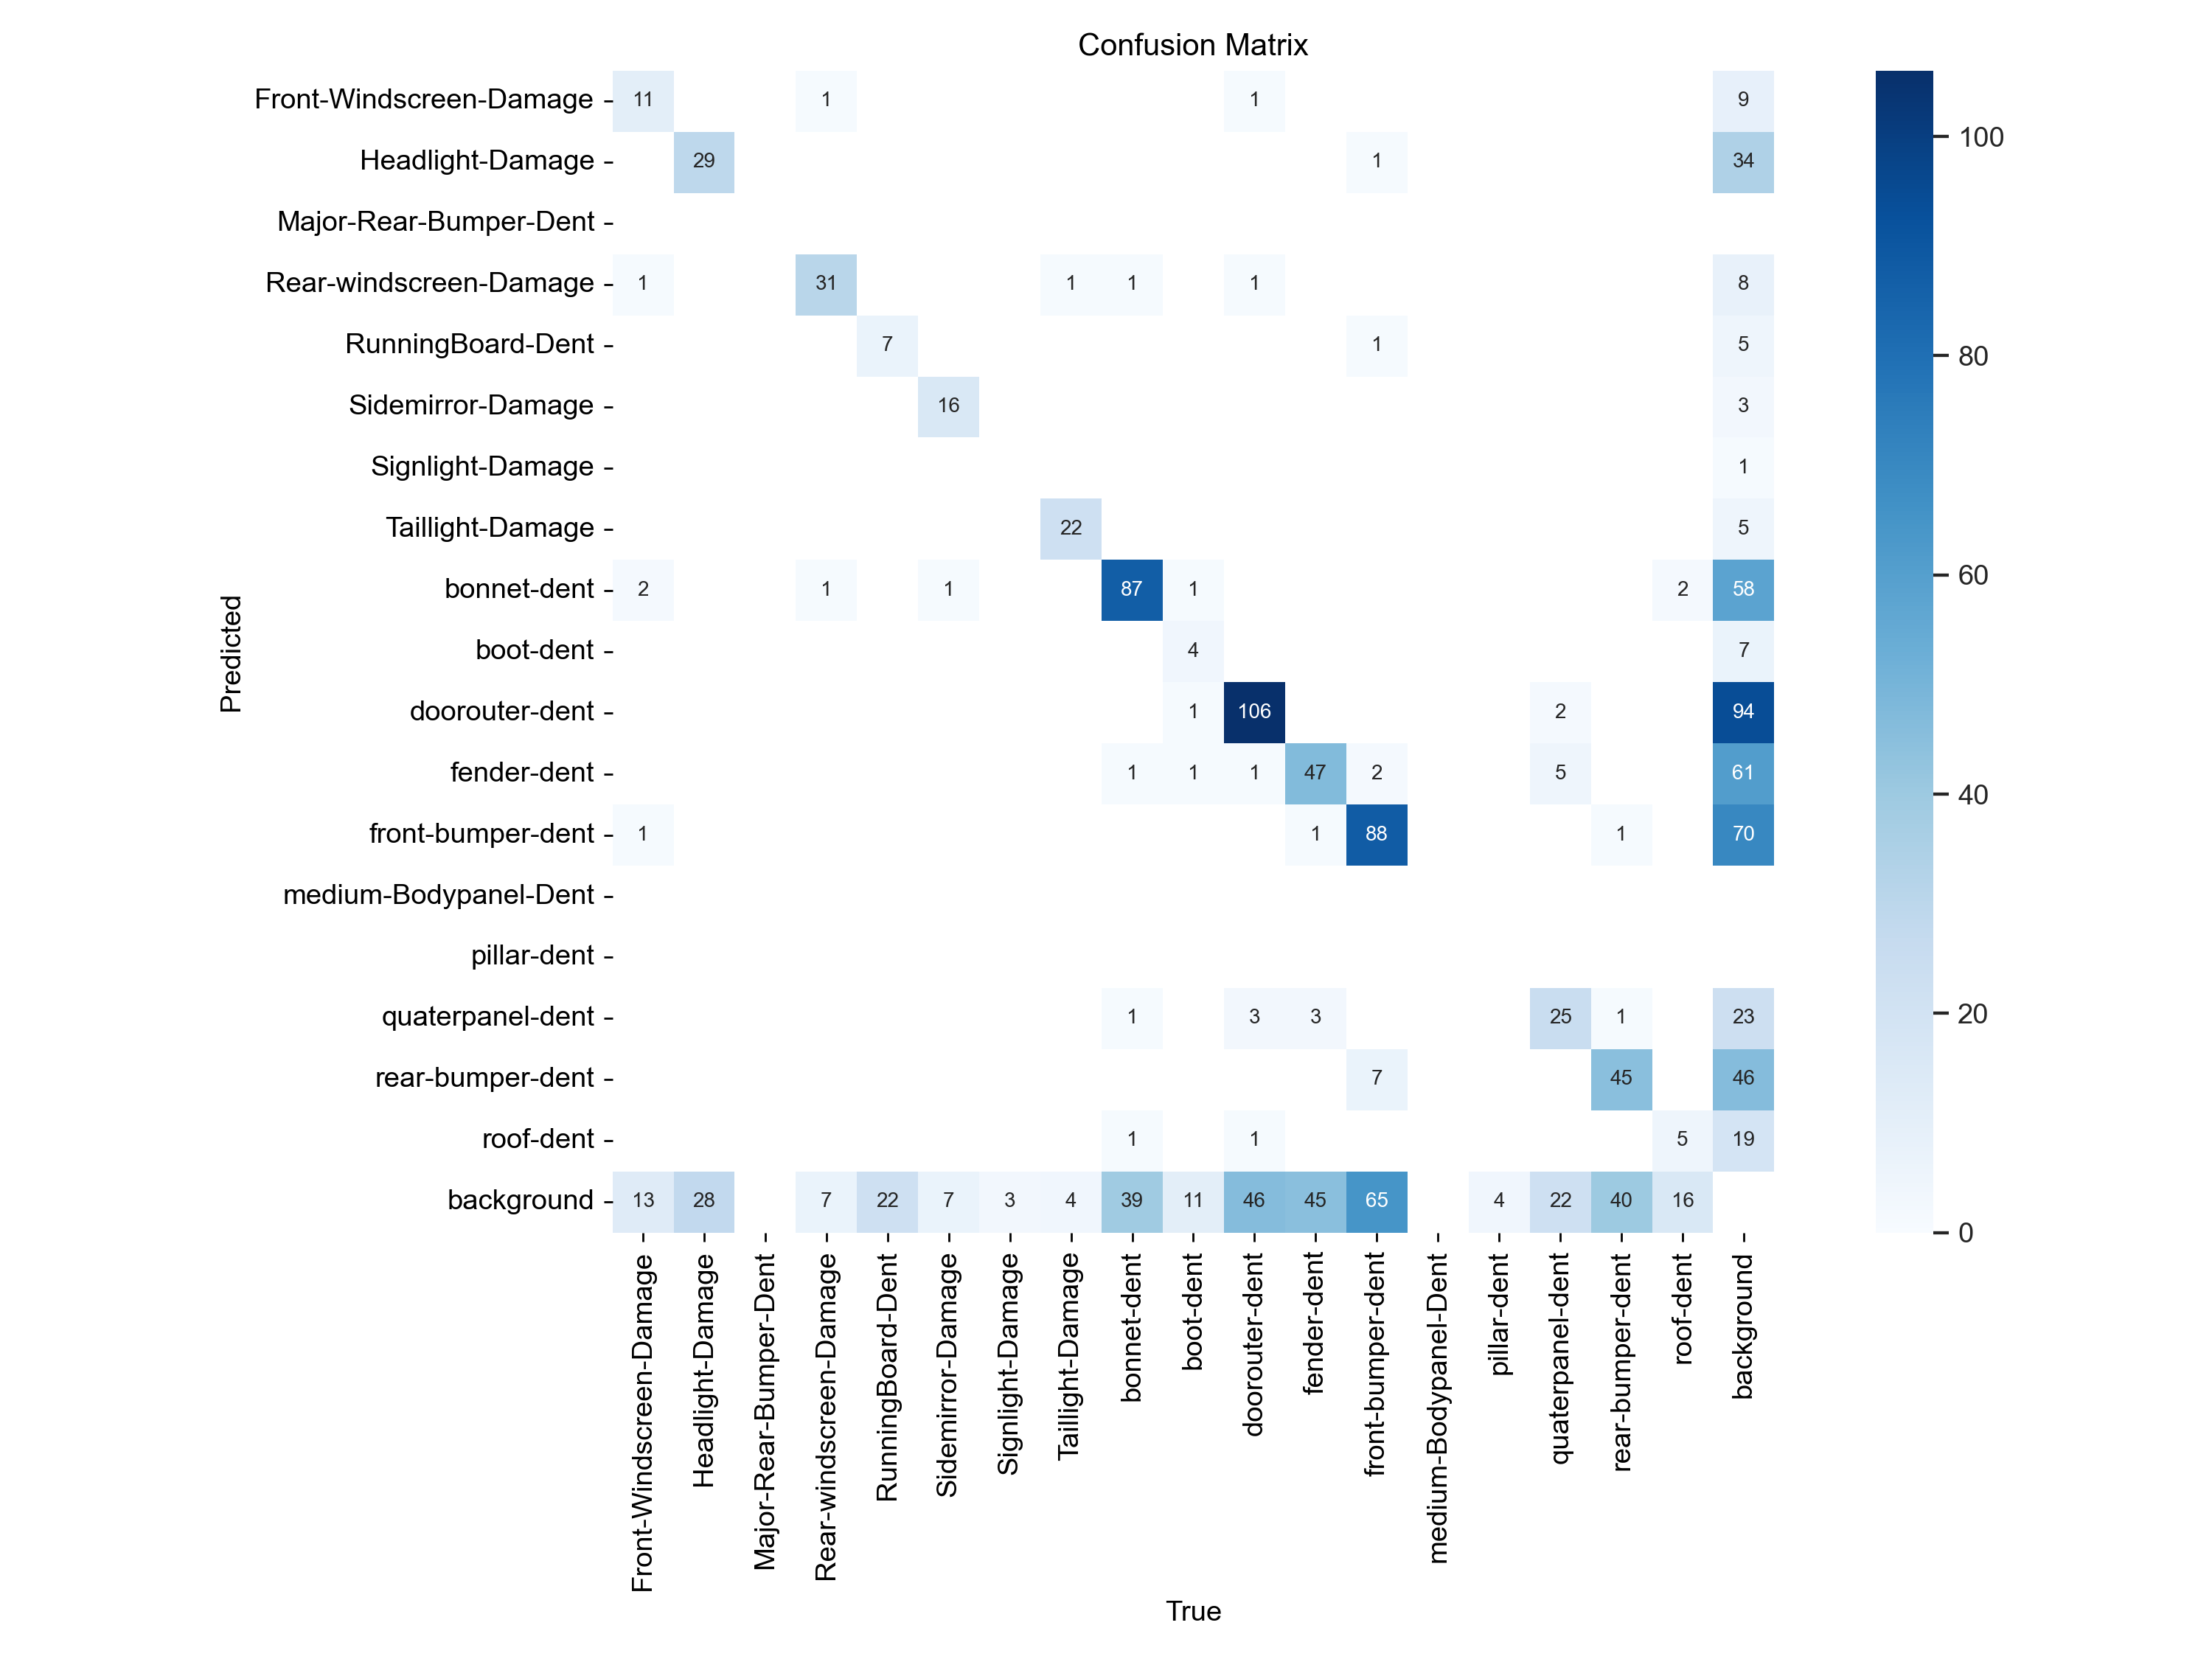 Confusion Matrix
Front-Windscreen-Damage 11 1 1 9
Headlight-Damage 29 1 34
Major-Rear-Bumper-Dent
Rear-windscreen-Damage 1 31 1 1 1 8
RunningBoard-Dent 7 1 5
Sidemirror-Damage 16 3
Signlight-Damage 1
Taillight-Damage 22 5
bonnet-dent 2 1 1 87 1 2 58
boot-dent 4 7
doorouter-dent 1 106 2 94
fender-dent 1 1 1 47 2 5 61
front-bumper-dent 1 1 88 1 70
medium-Bodypanel-Dent
pillar-dent
quaterpanel-dent 1 3 3 25 1 23
rear-bumper-dent 7 45 46
roof-dent 1 1 5 19
background 13 28 7 22 7 3 4 39 11 46 45 65 4 22 40 16
Predicted
Front-Windscreen-Damage
Headlight-Damage
Major-Rear-Bumper-Dent
Rear-windscreen-Damage
RunningBoard-Dent
Sidemirror-Damage
Signlight-Damage
Taillight-Damage
bonnet-dent
boot-dent
doorouter-dent
fender-dent
front-bumper-dent
medium-Bodypanel-Dent
pillar-dent
quaterpanel-dent
rear-bumper-dent
roof-dent
background
True
100
80
60
40
20
0